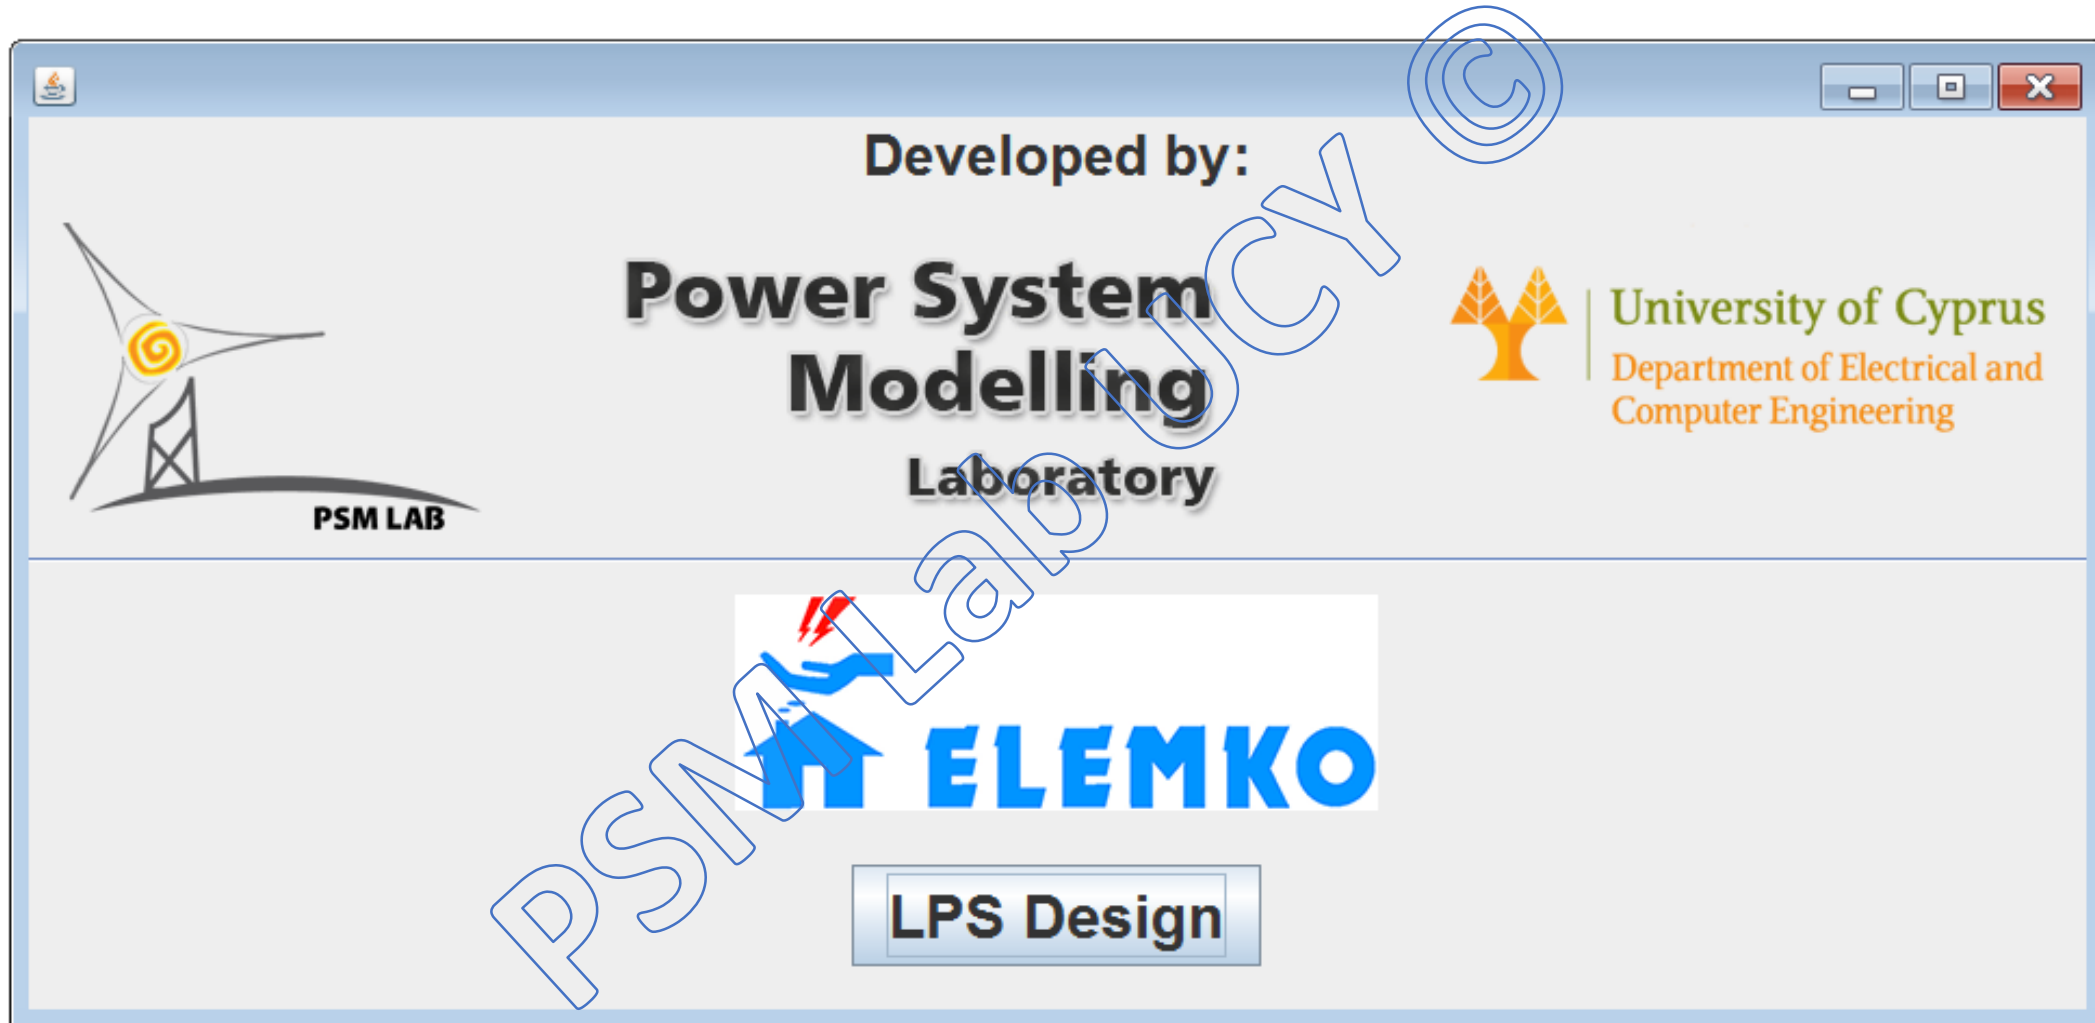 Developed by:
Power System
Modelling
Laboratory
PSM LAB
University of Cyprus
Department of Electrical and
Computer Engineering
ELEMKO
LPS Design
PSM Lab UCY ©